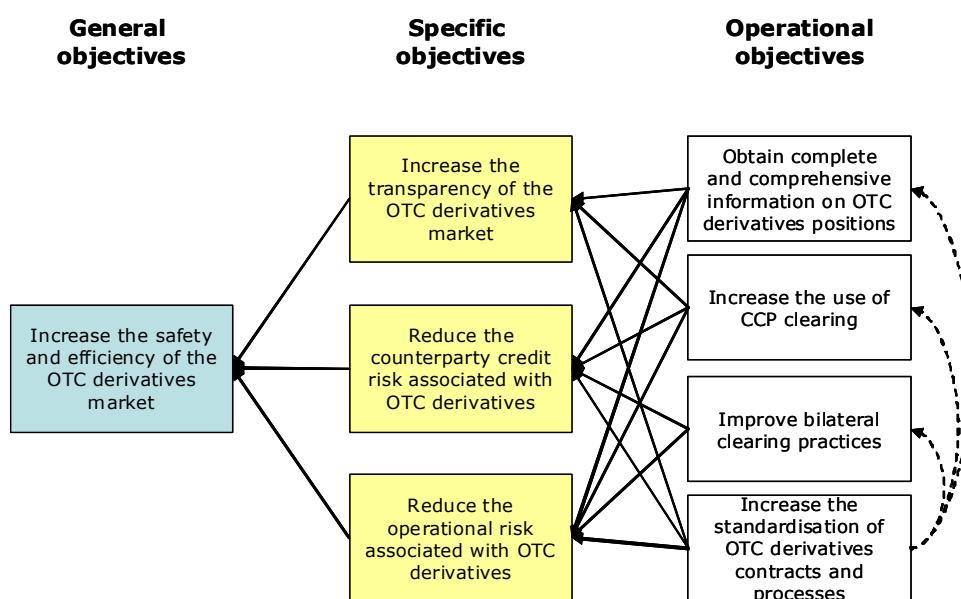 General
objectives
Specific
objectives
Operational
objectives
Increase the safety
and efficiency of the
OTC derivatives
market
Increase the
transparency of the
OTC derivatives
market
Reduce the
counterparty credit
risk associated with
OTC derivatives
Reduce the
operational risk
associated with OTC
derivatives
Obtain complete
and comprehensive
information on OTC
derivatives positions
Increase the use of
CCP clearing
Improve bilateral
clearing practices
Increase the
standardisation of
OTC derivatives
contracts and
processes